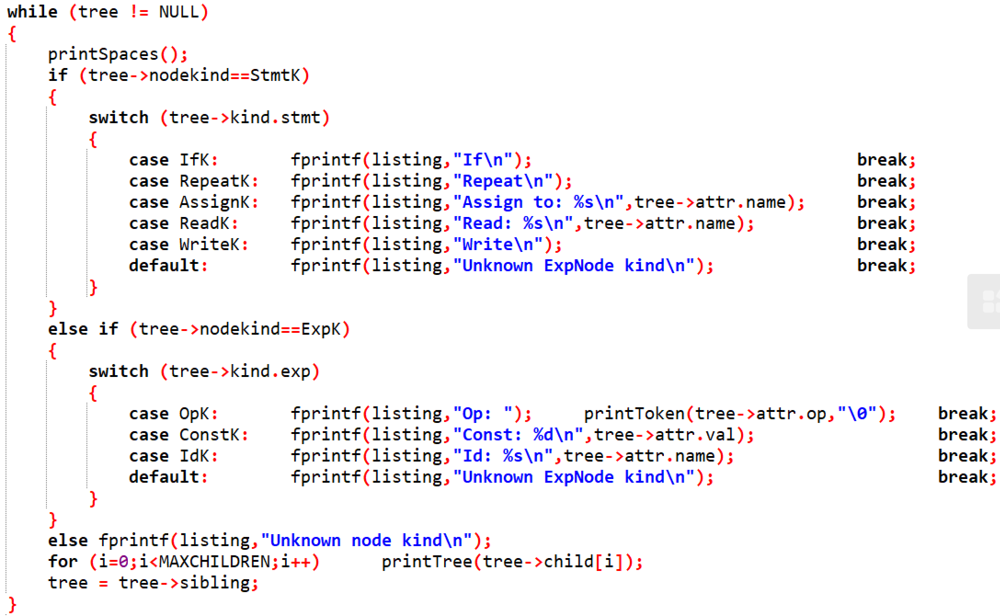 while (tree != NULL)
{
    printSpaces();
    if (tree->nodekind==StmtK)
    {
        switch (tree->kind.stmt)
        {
            case IfK:       fprintf(listing,"If\n");                                break;
            case RepeatK:   fprintf(listing,"Repeat\n");                            break;
            case AssignK:   fprintf(listing,"Assign to: %s\n",tree->attr.name);     break;
            case ReadK:     fprintf(listing,"Read: %s\n",tree->attr.name);          break;
            case WriteK:    fprintf(listing,"Write\n");                             break;
            default:        fprintf(listing,"Unknown ExpNode kind\n");              break;
        }
    }
    else if (tree->nodekind==ExpK)
    {
        switch (tree->kind.exp)
        {
            case OpK:       fprintf(listing,"Op: ");     printToken(tree->attr.op,"\0");    break;
            case ConstK:    fprintf(listing,"Const: %d\n",tree->attr.val);                  break;
            case IdK:       fprintf(listing,"Id: %s\n",tree->attr.name);                    break;
            default:        fprintf(listing,"Unknown ExpNode kind\n");                      break;
        }
    }
    else fprintf(listing,"Unknown node kind\n");
    for (i=0;i<MAXCHILDREN;i++)      printTree(tree->child[i]);
    tree = tree->sibling;
}